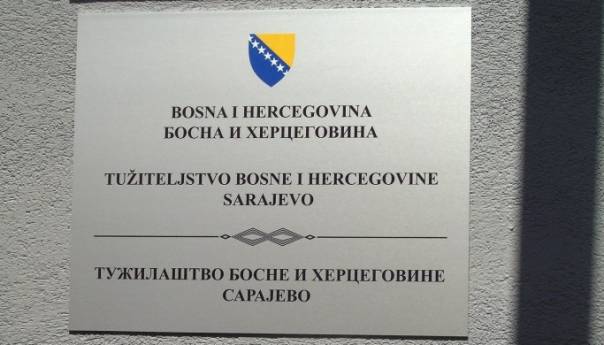 BOSNA I HERCEGOVINA
БОСНА И ХЕРЦЕГОВИНА
TUŽITELJSTVO BOSNE I HERCEGOVINE
SARAJEVO
ТУЖИЛАШТВО БОСНЕ И ХЕРЦЕГОВИНЕ
САРАЈЕВО